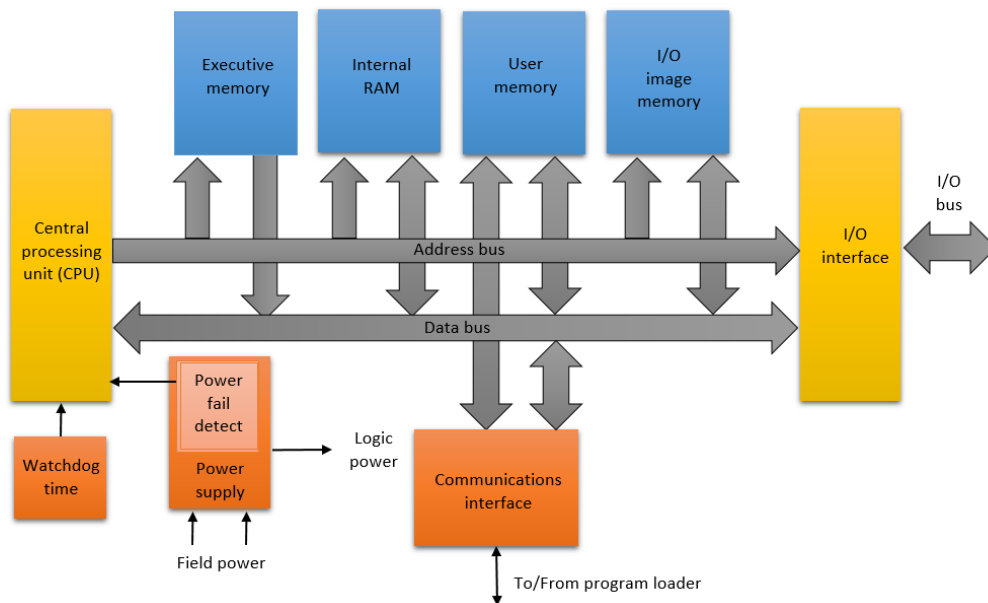 Executive
memory
Internal
RAM
User
memory
I/O
image
memory
Central
processing
unit (CPU)
Address bus
Data bus
I/O
interface
I/O
bus
Power
fail
detect
Power
supply
Watchdog
time
Logic
power
Field power
Communications
interface
To/From program loader